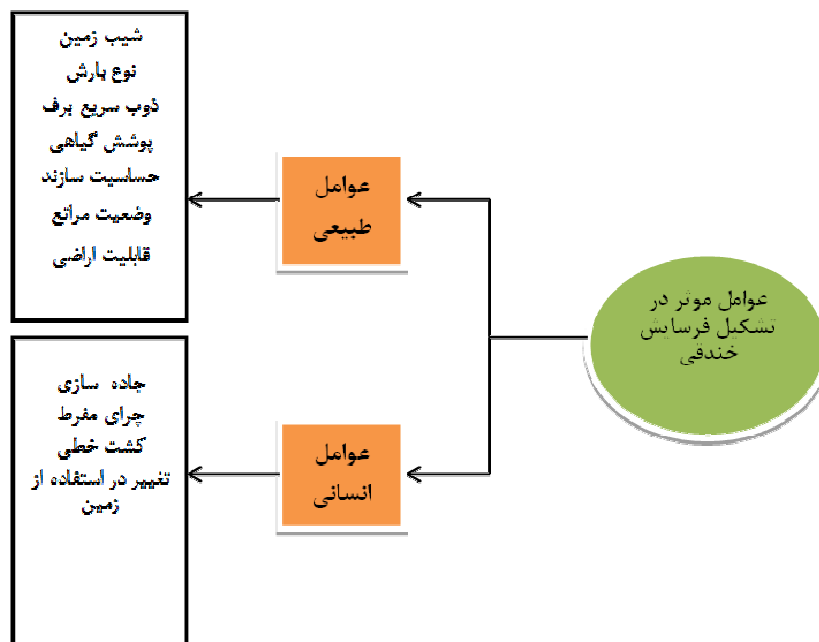 عوامل موثر در
تشکیل فرسایش
خندقی
عوامل
طبیعی
شیب زمین
نوع بارش
ذوب سریع برف
پوشش گیاهی
حساسیت سازند
وضعیت مراتع
قابلیت اراضی
عوامل
انسانی
جاده سازی
چرای مفرط
کشت خطی
تغییر در استفاده از
زمین